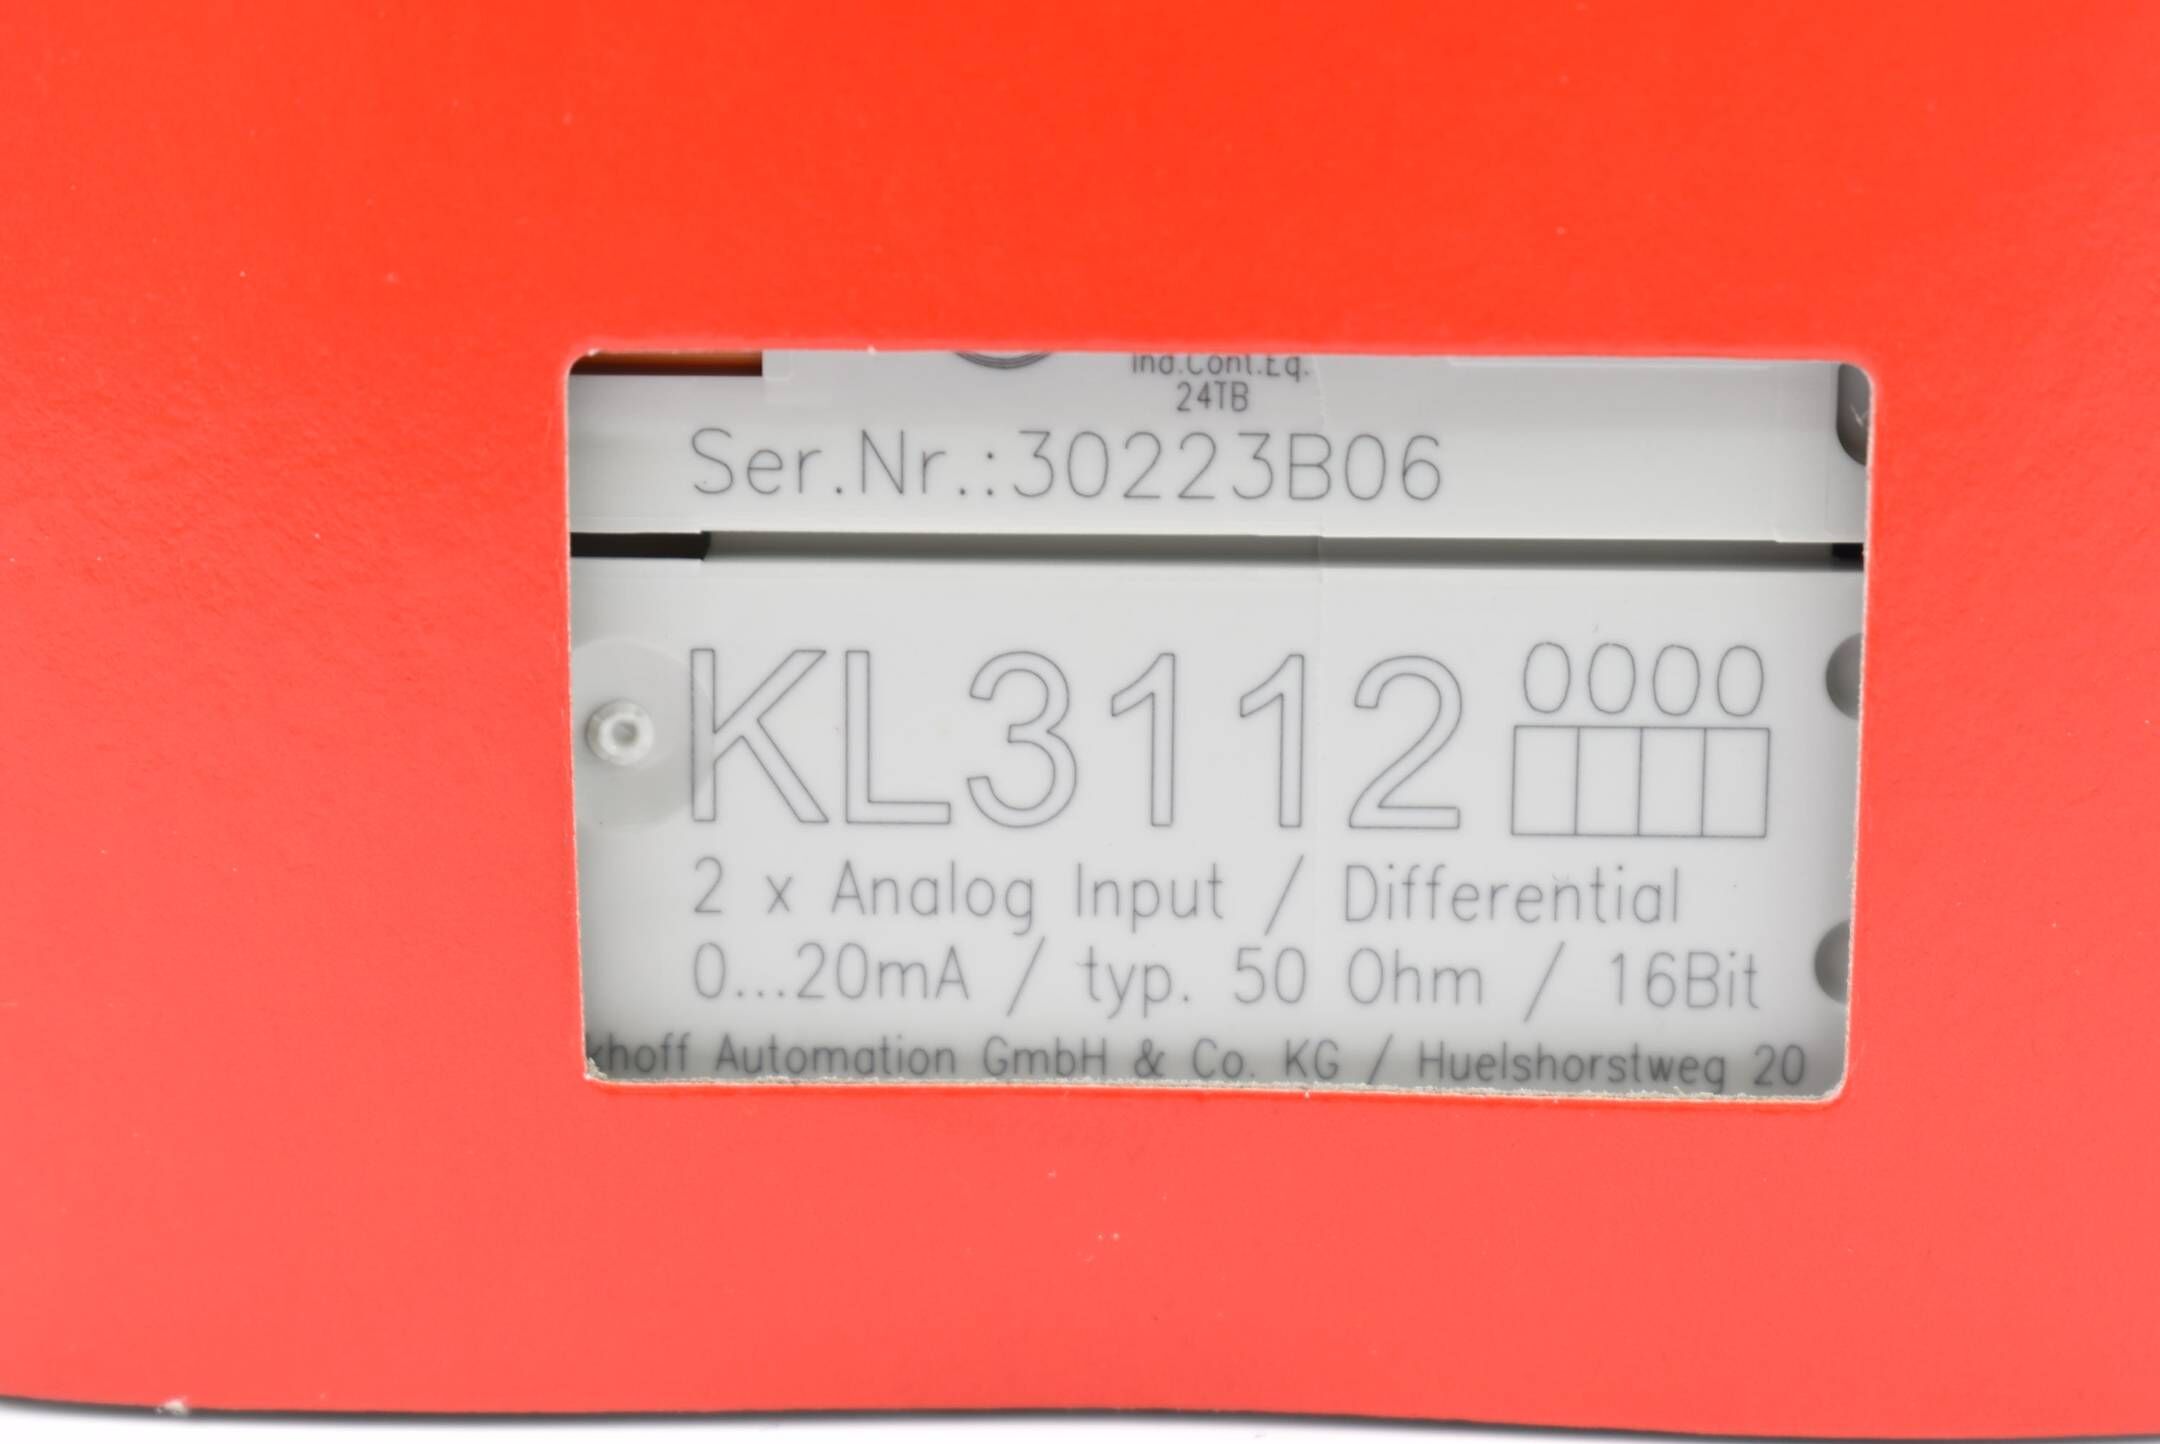 Ind.Cont.Eq.
24TB
Ser.Nr.:30223B06
KL3112 0000
2 x Analog Input / Differential
0...20mA / typ. 50 Ohm / 16Bit
khoff Automation GmbH & Co. KG / Huelshorstweg 20